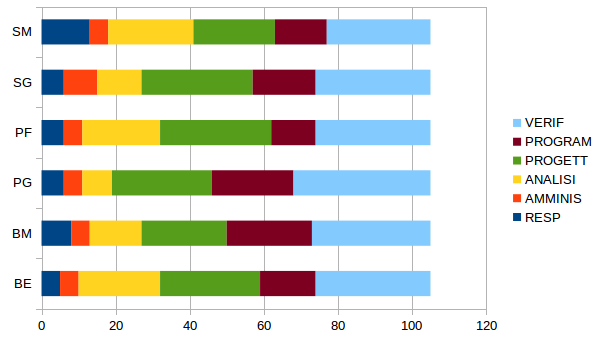 SM
SG
PF
PG
BM
BE
0 20 40 60 80 100 120
VERIF
PROGRAM
PROGETT
ANALISI
AMMINIS
RESP